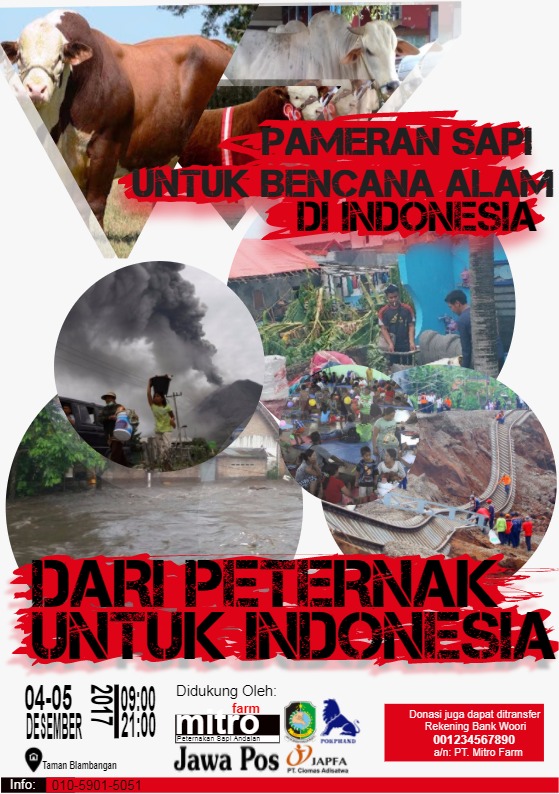 PAMERAN SAPI
UNTUK BENCANA ALAM
DI INDONESIA
DARI PETERNAK
UNTUK INDONESIA
04-05
DESEMBER
2017
09:00
21:00
Taman Blambangan
Didukung Oleh:
farm
mitro
Peternakan Sapi Andalan
POKPHAND
Jawa Pos
JAPFA
PT. Ciomas Adisatwa
Donasi juga dapat ditransfer
Rekening Bank Woori
001234567890
a/n: PT. Mitro Farm
Info: 010-5901-5051